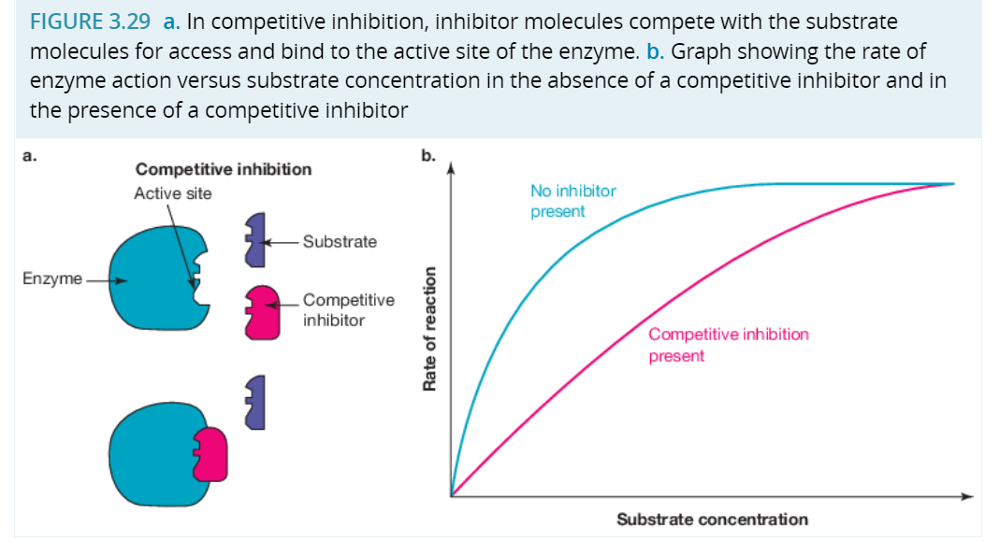 FIGURE 3.29 a. In competitive inhibition, inhibitor molecules compete with the substrate
molecules for access and bind to the active site of the enzyme. b. Graph showing the rate of
enzyme action versus substrate concentration in the absence of a competitive inhibitor and in
the presence of a competitive inhibitor
a.
Competitive inhibition
Active site
Substrate
Enzyme
Competitive
inhibitor
b.
No inhibitor
present
Rate of reaction
Competitive inhibition
present
Substrate concentration